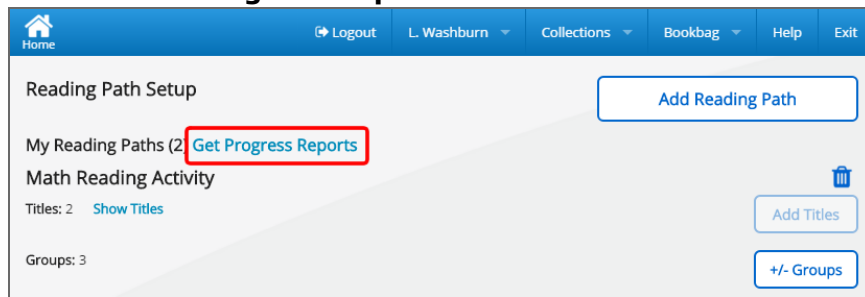 Home Logout L. Washburn Collections Bookbag Help Exit
Reading Path Setup Add Reading Path
My Reading Paths (2) Get Progress Reports
Math Reading Activity
Titles: 2 Show Titles Add Titles
Groups: 3 +/- Groups